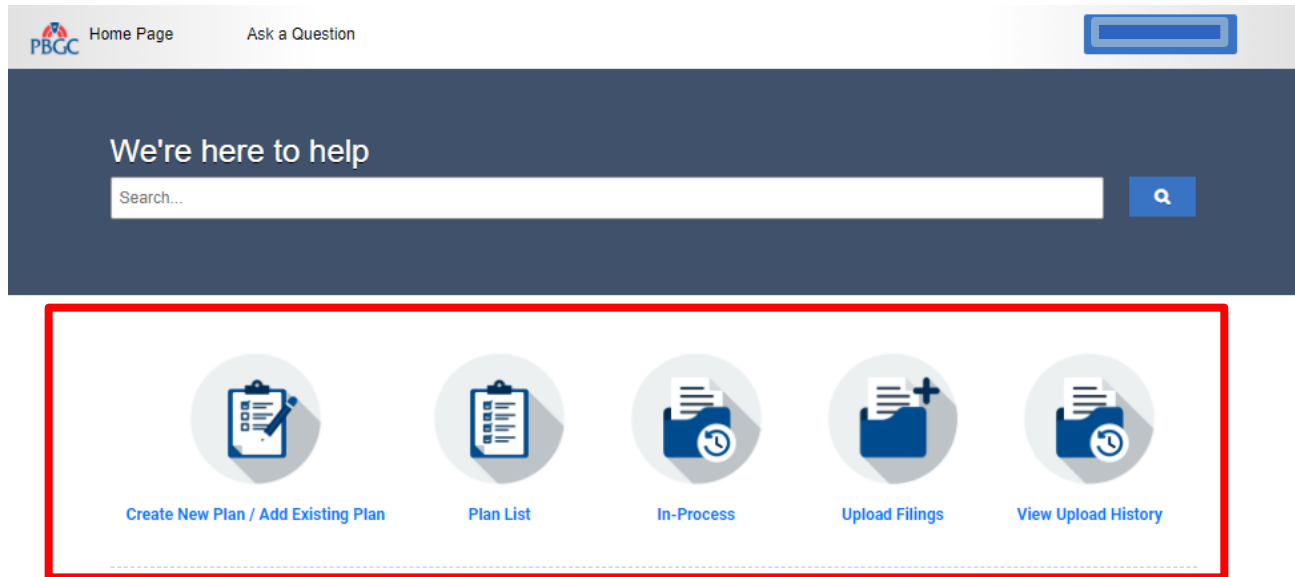 PBGC Home Page Ask a Question
We're here to help
Search...
Create New Plan / Add Existing Plan Plan List In-Process Upload Filings View Upload History